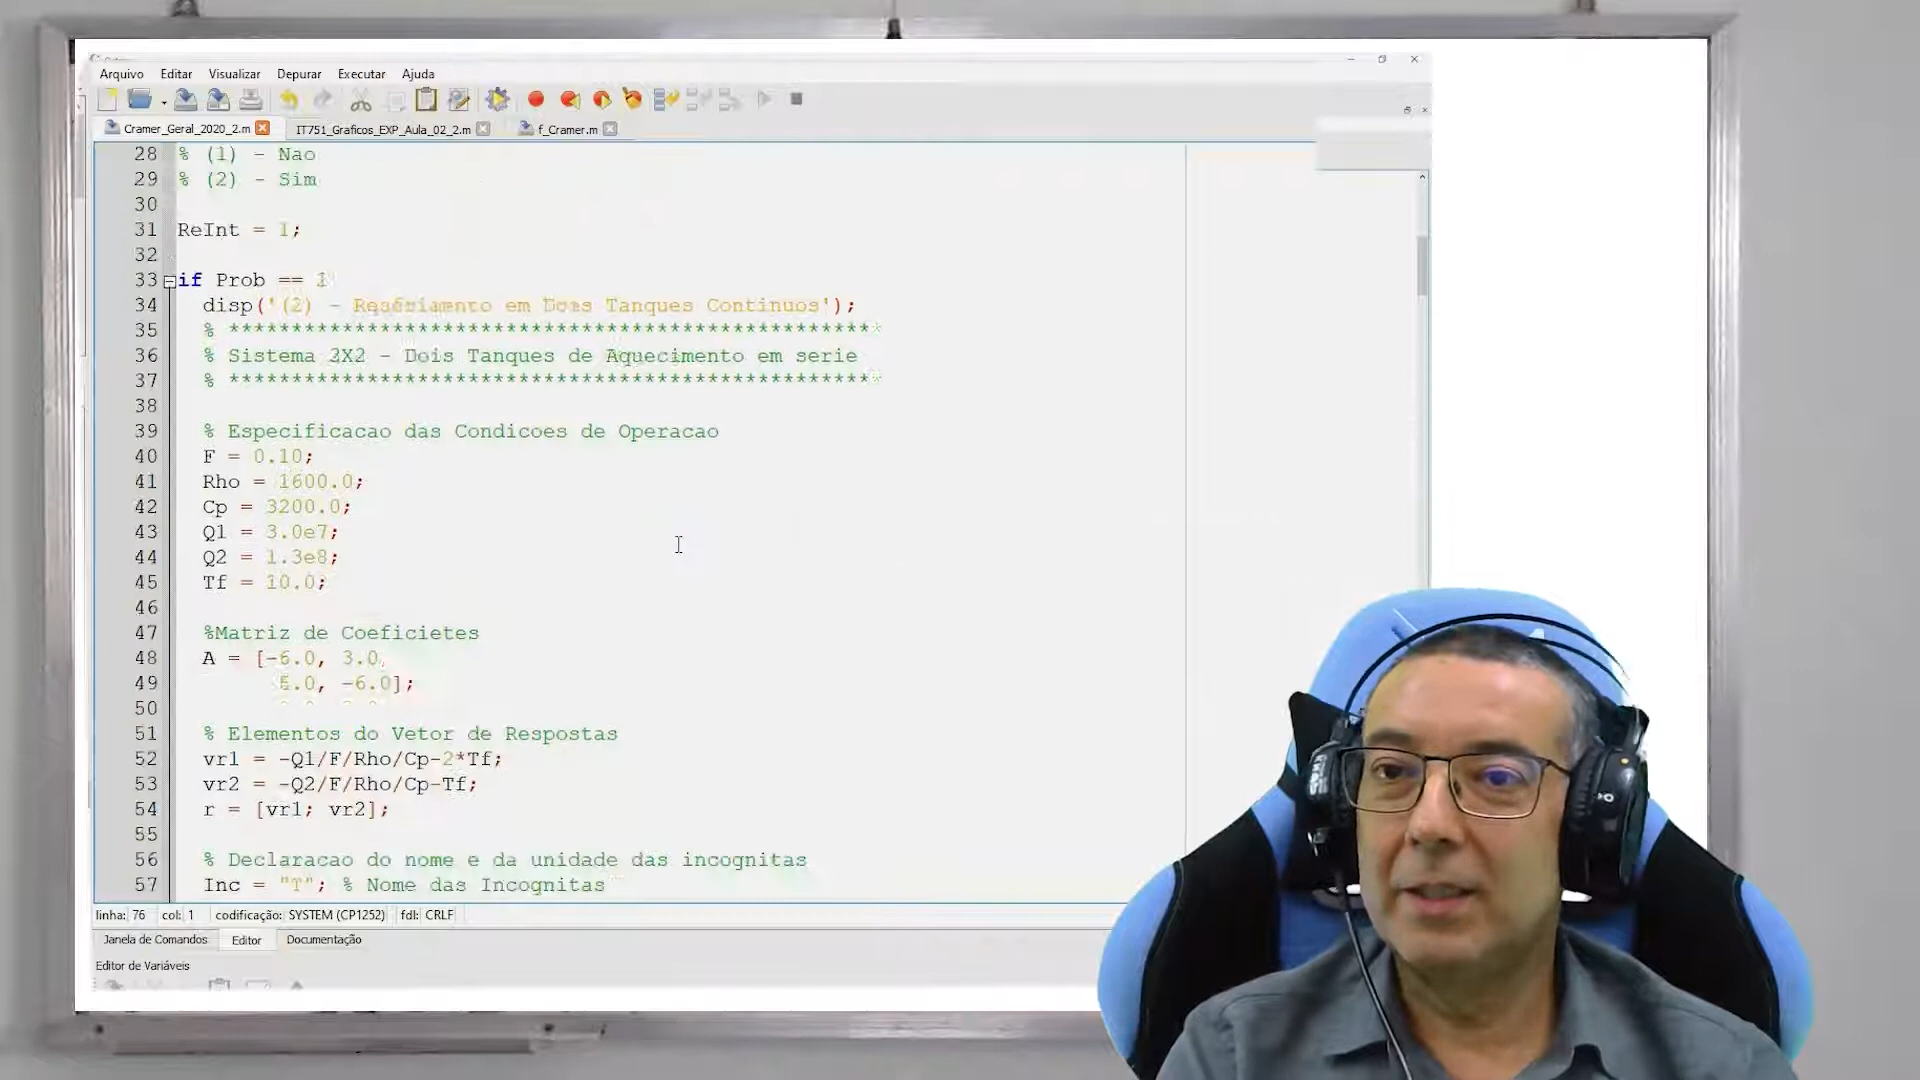 Arquivo Editar Visualizar Depurar Executar Ajuda
Cramer_Geral_2020_2.m IT751_Graficos_EXP_Aula_02_2.m f_Cramer.m
28 % (1) - Nao
29 % (2) - Sim
30
31 ReInt = 1;
32
33 if Prob ==
34 disp('(2) - Resfriamento em Dois Tanques Continuos');
35 % ***************************************************
36 % Sistema 2X2 - Dois Tanques de Aquecimento em serie
37 % ***************************************************
38
39 % Especificacao das Condicoes de Operacao
40 F = 0.10;
41 Rho = 1600.0;
42 Cp = 3200.0;
43 Q1 = 3.0e7;
44 Q2 = 1.3e8;
45 Tf = 10.0;
46
47 %Matriz de Coeficietes
48 A = [-6.0, 3.0,
49 -6.0];
50
51 % Elementos do Vetor de Respostas
52 vr1 = -Q1/F/Rho/Cp-2*Tf;
53 vr2 = -Q2/F/Rho/Cp-Tf;
54 r = [vr1; vr2];
55
56 % Declaracao do nome e da unidade das incognitas
57 Inc = "T"; % Nome das Incognitas
linha: 76 col: 1 codificação: SYSTEM (CP1252) fdl: CRLF
Janela de Comandos Editor Documentação
Editor de Variáveis